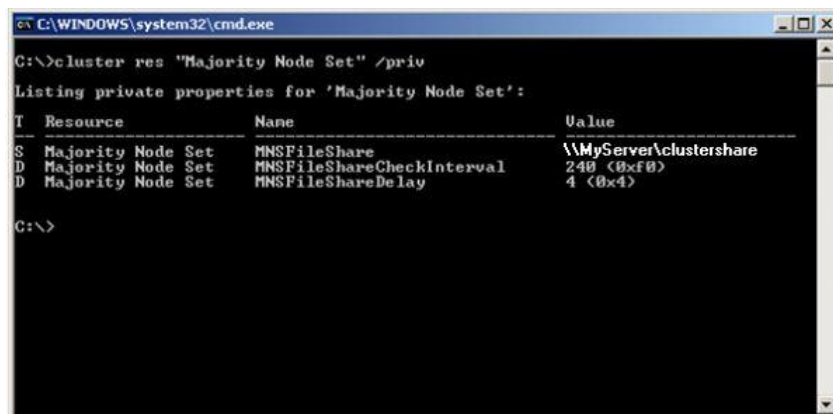 C:\WINDOWS\system32\cmd.exe
C:\>cluster res "Majority Node Set" /priv
Listing private properties for 'Majority Node Set':
T Resource Name Value
S Majority Node Set MNSFileShare \\MyServer\clustershare
D Majority Node Set MNSFileShareCheckInterval 240 (0xf0)
D Majority Node Set MNSFileShareDelay 4 (0x4)
C:\>